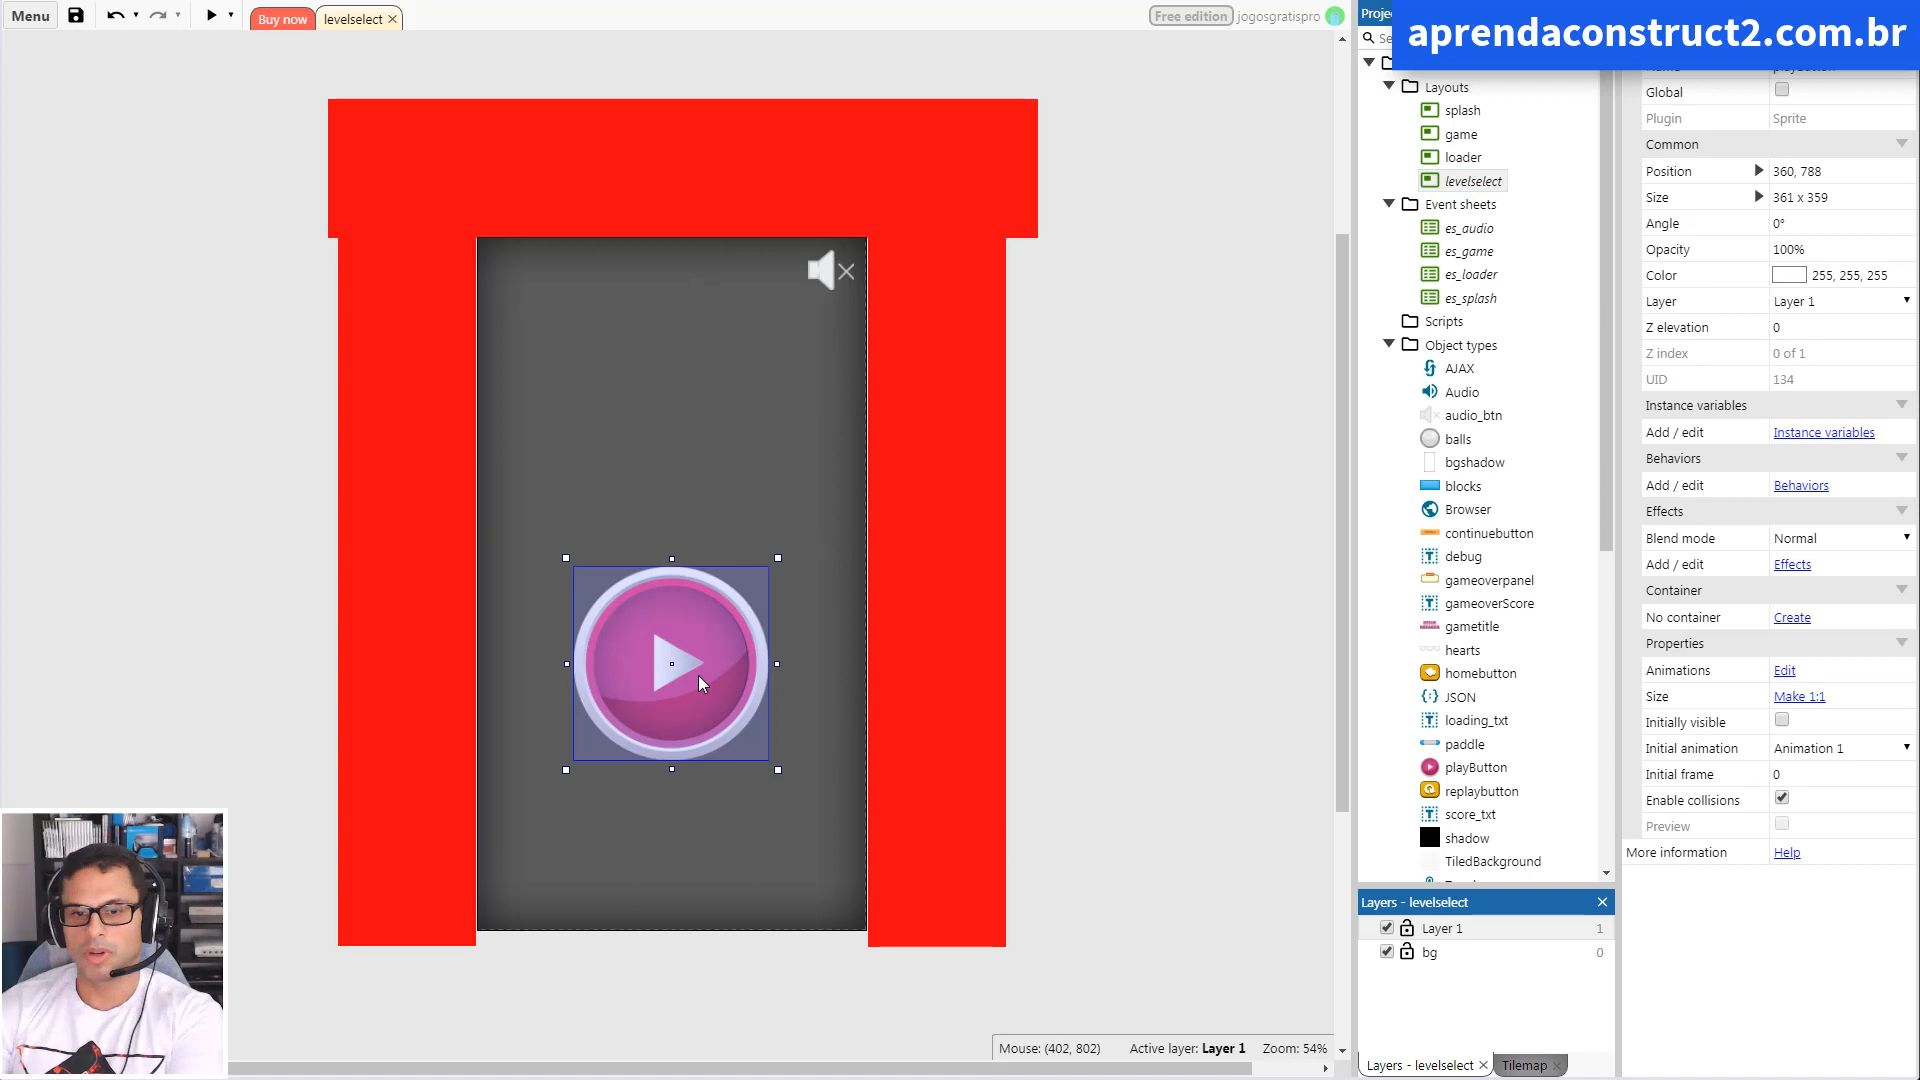 Menu
Buy now
levelselect
Free edition
jogosgratispro
Proje
aprendaconstruct2.com.br
Se
Layouts
splash
game
loader
levelselect
Event sheets
es_audio
es_game
es_loader
es_splash
Scripts
Object types
AJAX
Audio
audio_btn
balls
bgshadow
blocks
Browser
continuebutton
debug
gameoverpanel
gameoverScore
gametitle
hearts
homebutton
JSON
loading_txt
paddle
playButton
replaybutton
score_txt
shadow
TiledBackground
Global
Plugin Sprite
Common
Position 360, 788
Size 361 x 359
Angle 0°
Opacity 100%
Color 255, 255, 255
Layer Layer 1
Z elevation 0
Z index 0 of 1
UID 134
Instance variables
Add / edit Instance variables
Behaviors
Add / edit Behaviors
Effects
Blend mode Normal
Add / edit Effects
Container
No container Create
Properties
Animations Edit
Size Make 1:1
Initially visible
Initial animation Animation 1
Initial frame 0
Enable collisions
Preview
More information Help
Layers - levelselect
Layer 1 1
bg 0
Mouse: (402, 802) Active layer: Layer 1 Zoom: 54%
Layers - levelselect
Tilemap